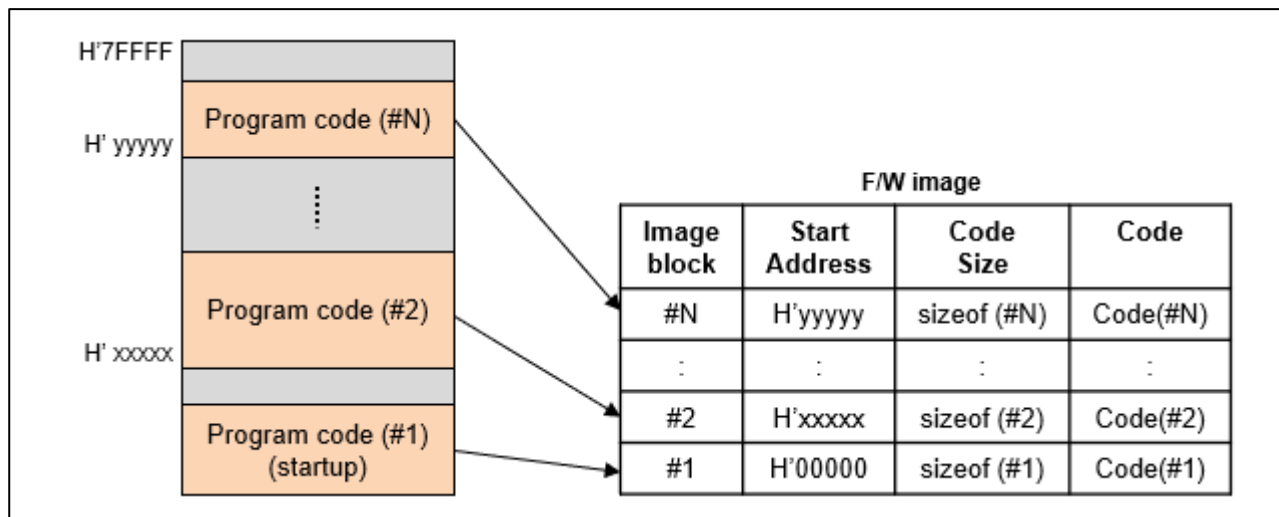 H'7FFFF
Program code (#N)
H' yyyyy
Program code (#2)
H' xxxxx
Program code (#1)
(startup)
F/W image
Image block Start Address Code Size Code
#N H'yyyyy sizeof (#N) Code(#N)
: : : :
#2 H'xxxxx sizeof (#2) Code(#2)
#1 H'00000 sizeof (#1) Code(#1)